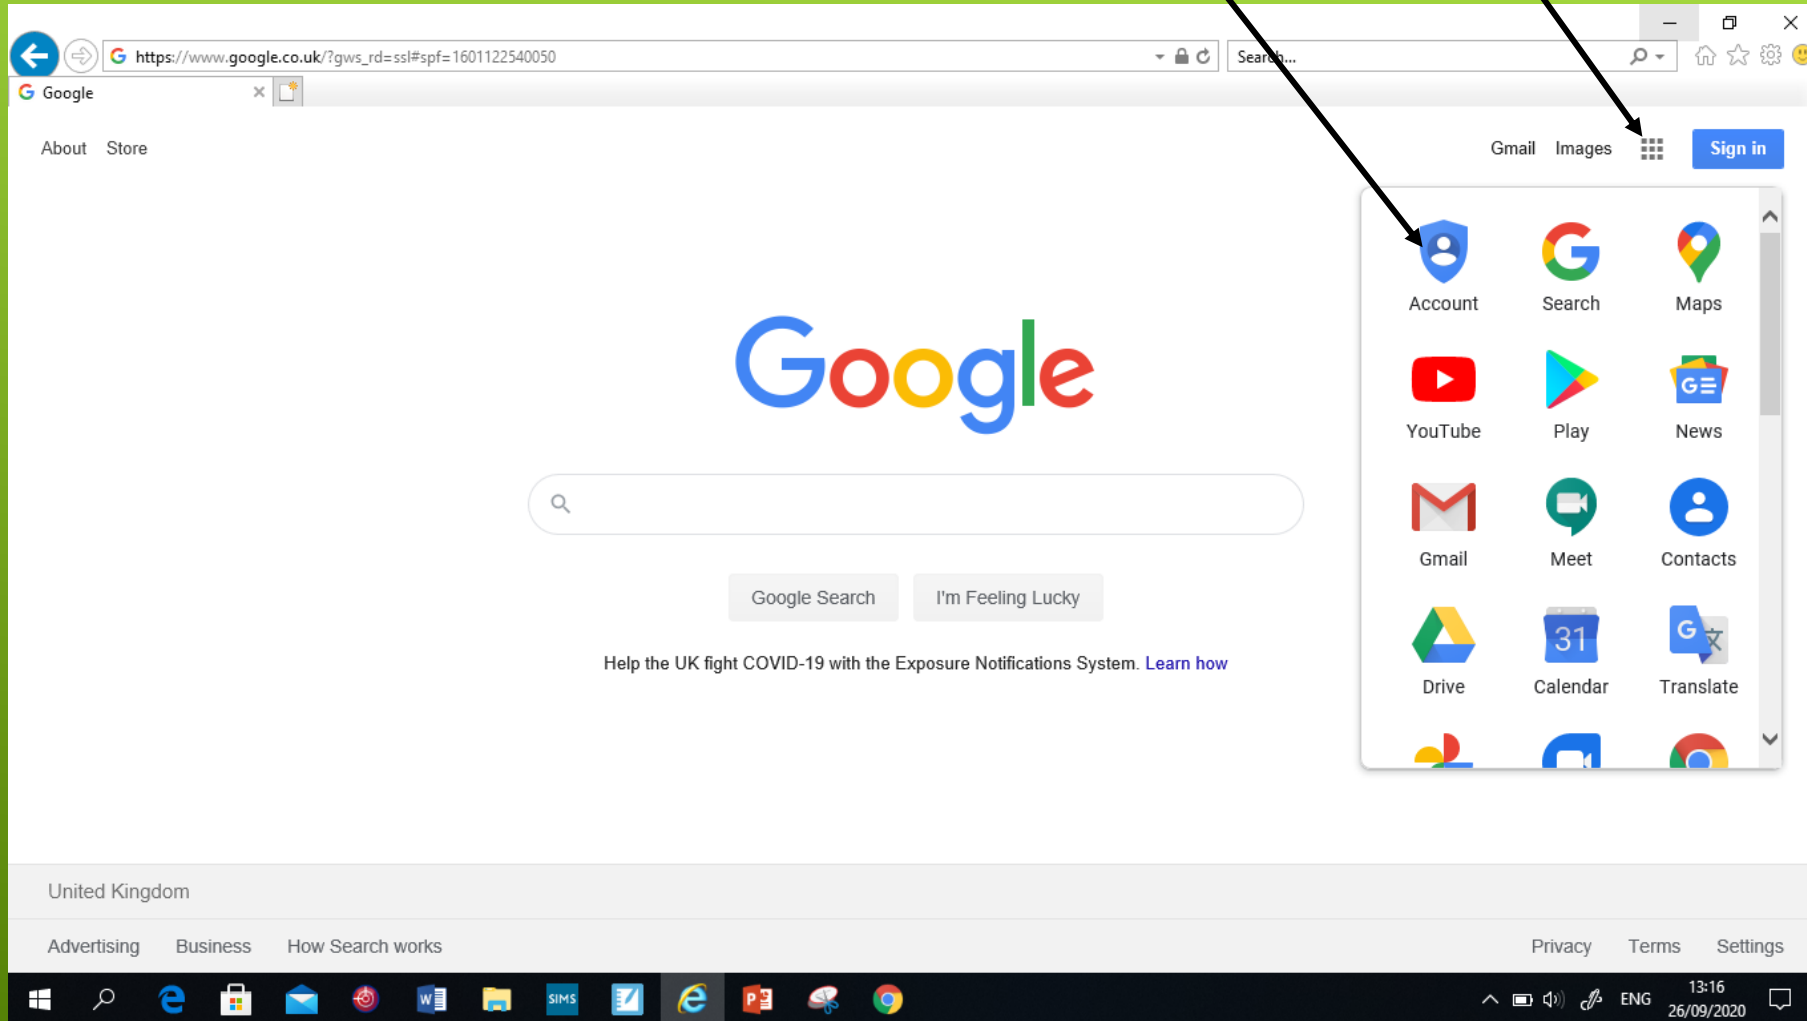 https://www.google.co.uk/?gws_rd=ssl#spf=1601122540050
Search...
Google
About Store
Gmail Images Sign in
Account Search Maps
Google
YouTube Play News
GE
Gmail Meet Contacts
Google Search I'm Feeling Lucky
31 G 文
Help the UK fight COVID-19 with the Exposure Notifications System. Learn how
Drive Calendar Translate
United Kingdom
Advertising Business How Search works
Privacy Terms Settings
SIMS
ENG
13:16
26/09/2020